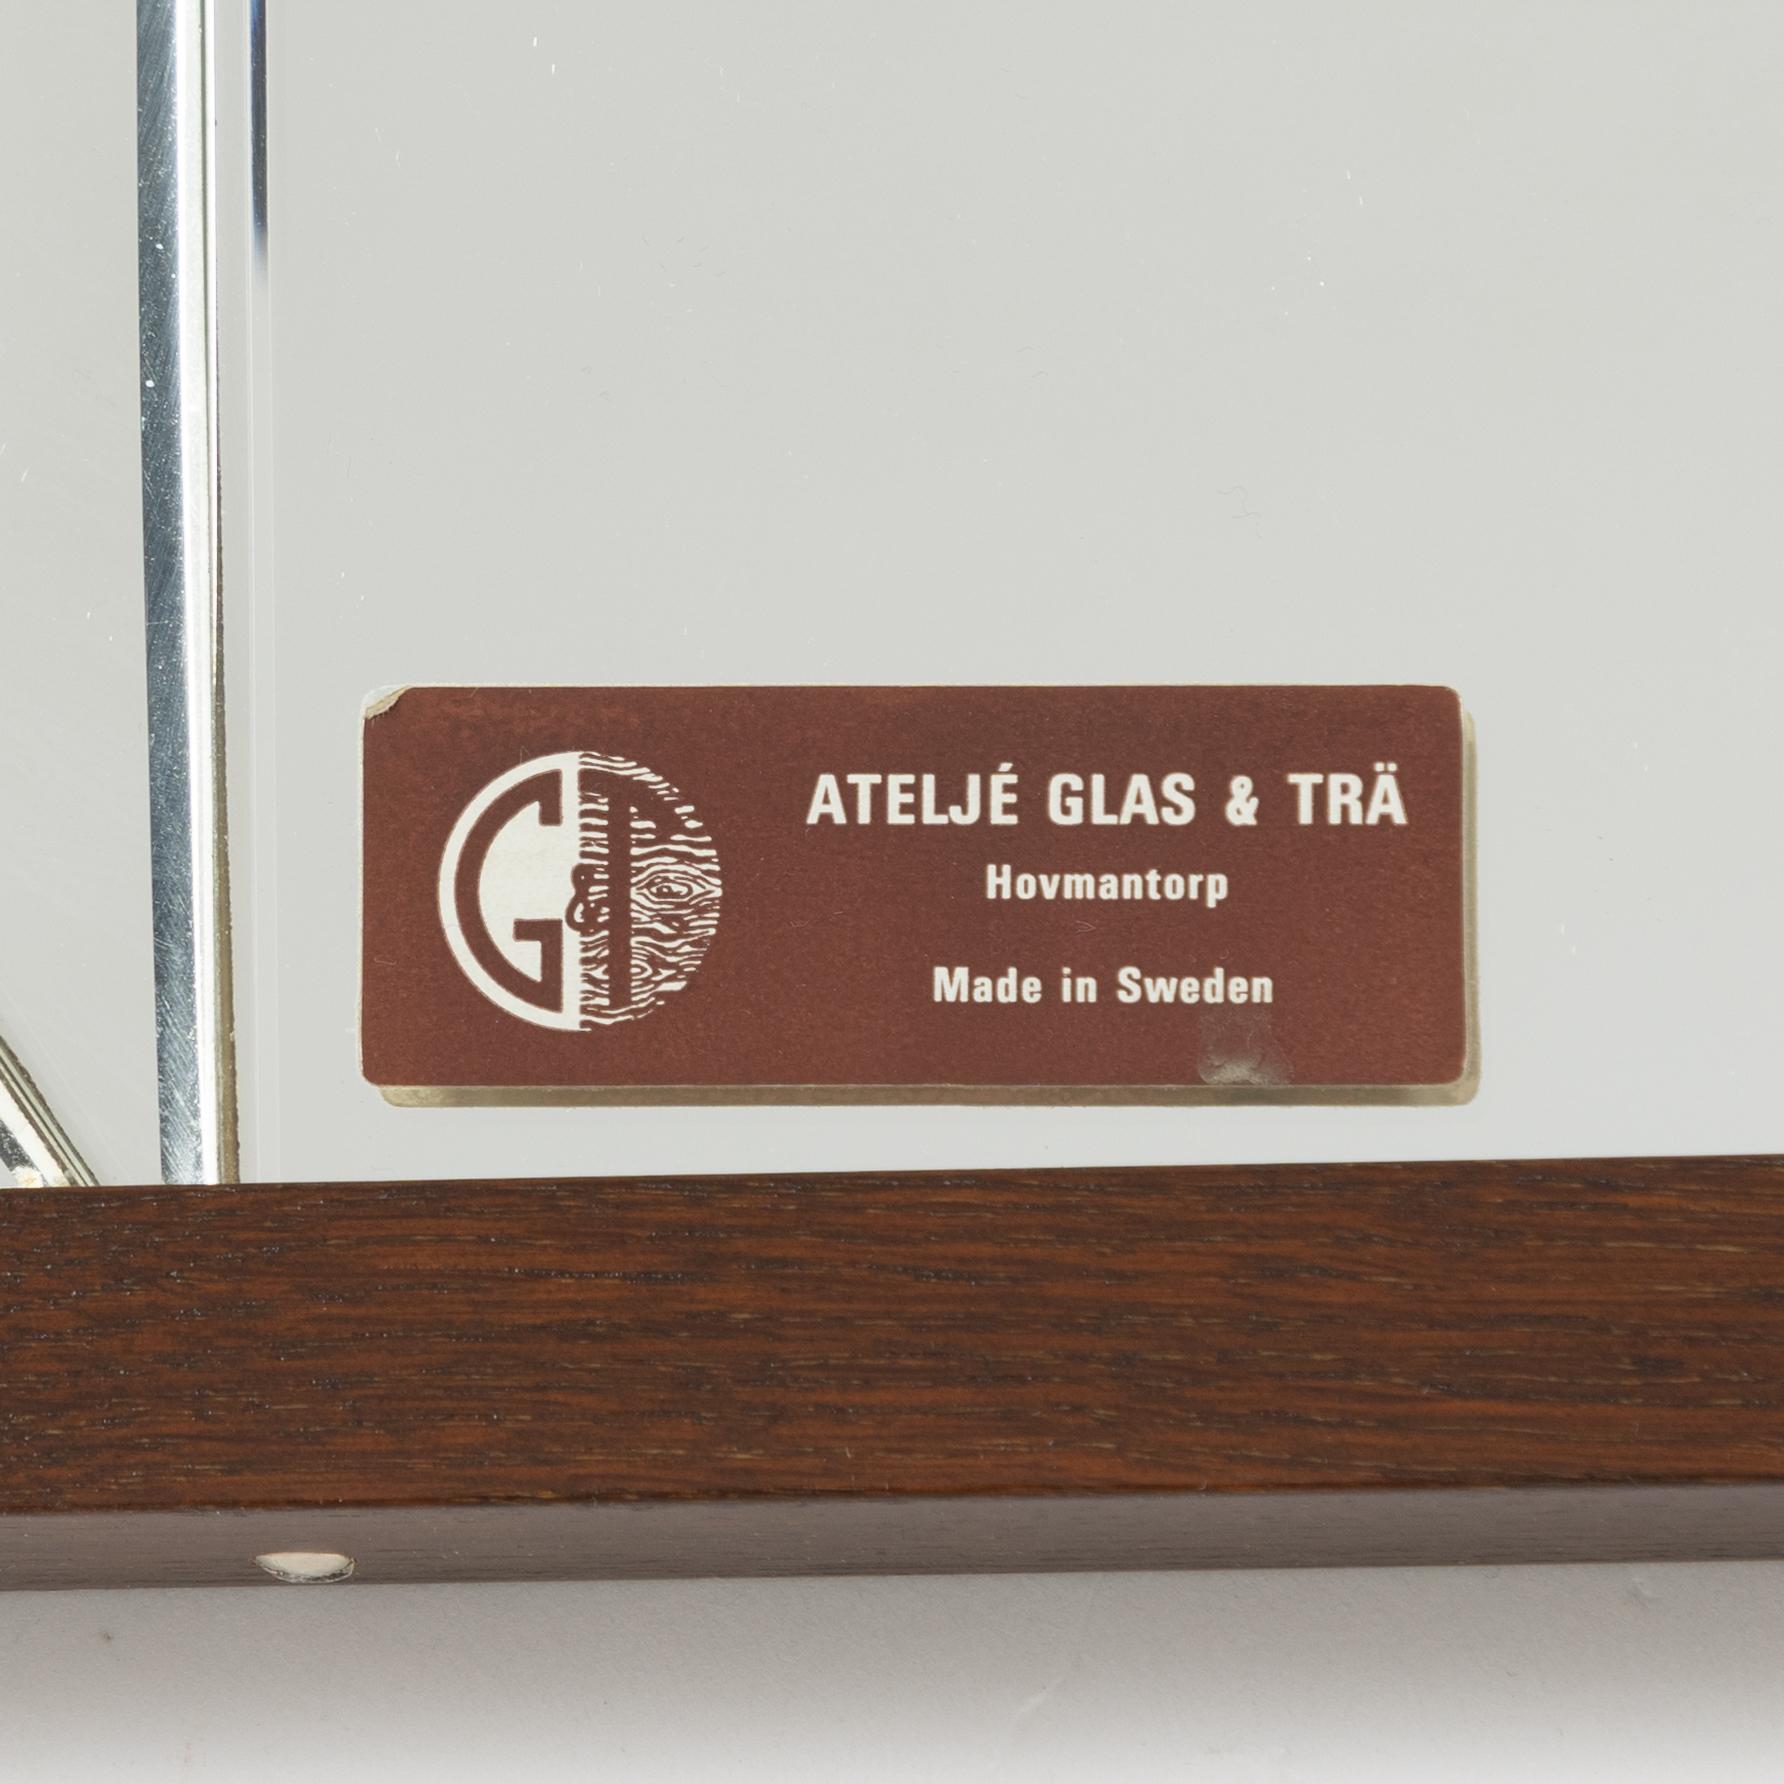 G&T
ATELJÉ GLAS & TRÄ
Hovmantorp
Made in Sweden